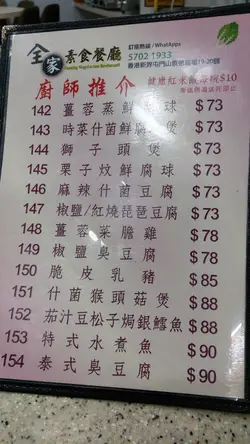 全家 素食餐廳
Family Vegetarian Restaurant
訂座熱線/WhatApps
5702 1933
廚師推介
健康紅米飯每碗$10
142 薑蓉蒸鮮腐球 $73
143 時菜什菌鮮腐煲 $73
144 獅子頭煲 $73
145 栗子炆鮮腐球 $73
146 麻辣什菌豆腐 $73
147 椒鹽/紅燒琵琶豆腐 $73
148 薑蓉菜膽雞 $78
149 椒鹽臭豆腐 $78
150 脆皮乳豬 $85
151 什菌猴頭菇煲 $88
152 茄汁豆松子焗銀鱈魚 $88
153 特式水煮魚 $90
154 泰式臭豆腐 $90